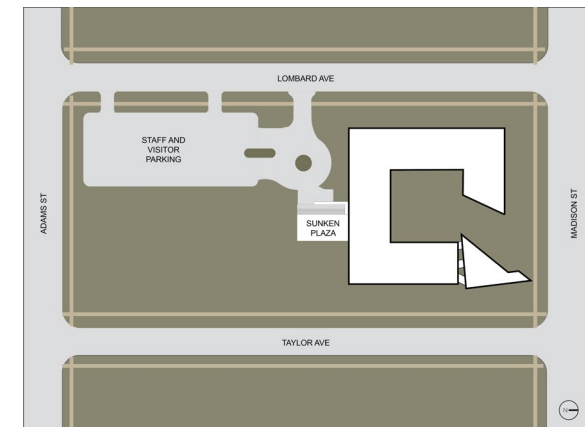 LOMBARD AVE
STAFF AND
VISITOR
PARKING
ADAMS ST
SUNKEN
PLAZA
MADISON ST
TAYLOR AVE
N